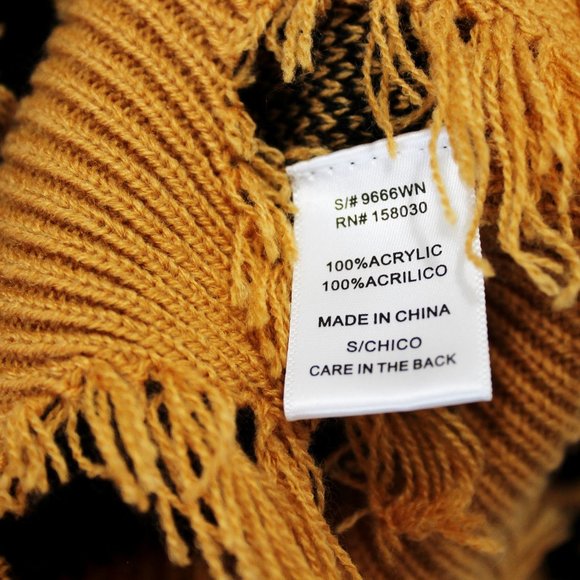 S/# 9666WN
RN# 158030
100%ACRYLIC
100%ACRILICO
MADE IN CHINA
S/CHICO
CARE IN THE BACK